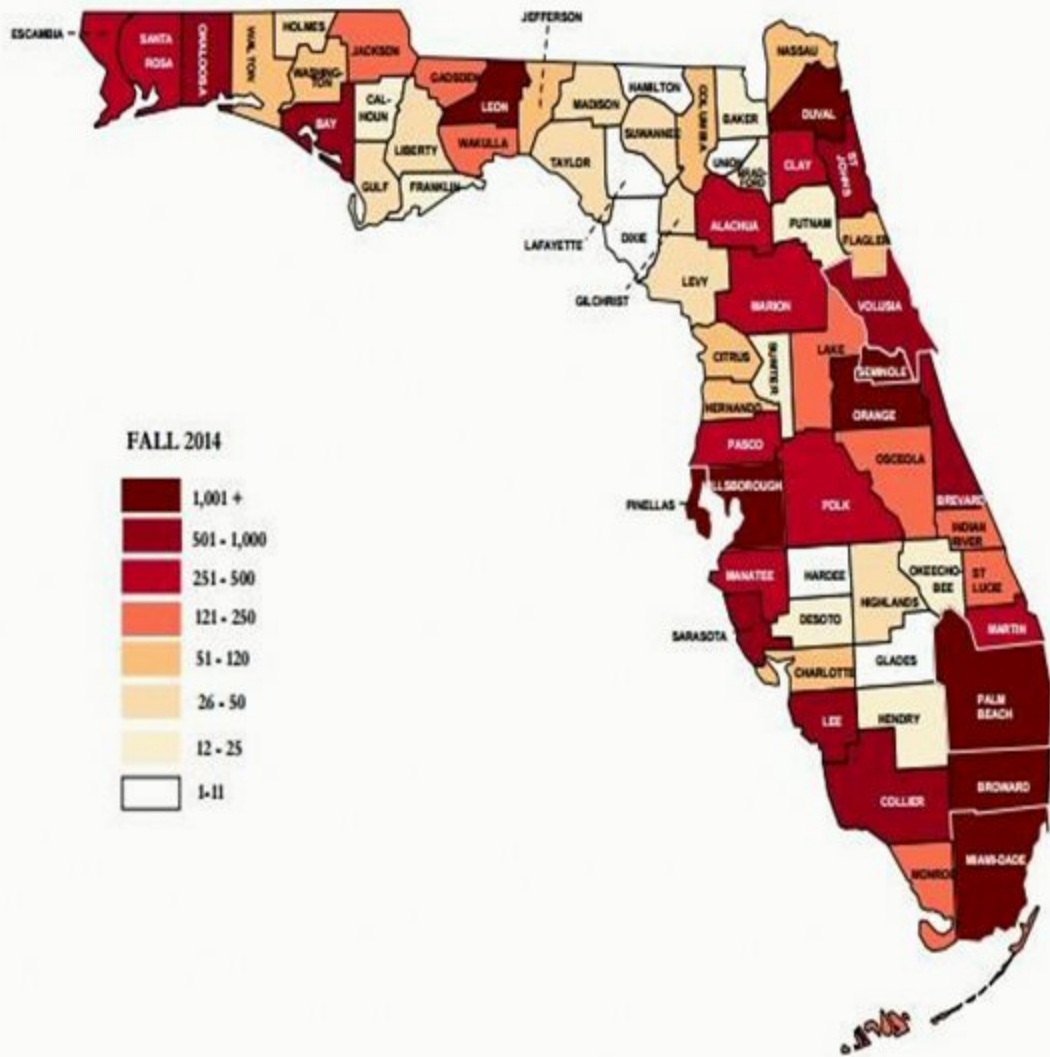 JEFFERSON
ESCAMBIA
SANTA
ROSA
OKALOOSA
WALTON
HOLMES
WASHING-
TON
JACKSON
BAY
CAL-
HOUN
GULF
LIBERTY
FRANKLIN
GADSDEN
LEON
WAKULLA
MADISON
TAYLOR
HAMILTON
SUWANNEE
LAFAYETTE
DIXIE
GILCHRIST
COLUMBIA
BAKER
NASSAU
DUVAL
UNION
BRAD-
FORD
CLAY
ST
JOHNS
ALACHUA
PUTNAM
FLAGLER
LEVY
MARION
VOLUSIA
CITRUS
SUMTER
LAKE
SEMINOLE
ORANGE
HERNANDO
PASCO
OSCEOLA
PINELLAS
LLSBOROUGH
POLK
BREVARD
INDIAN
RIVER
MANATEE
HARDEE
OKEECHO-
BEE
ST
LUCIE
HIGHLANDS
DESOTO
MARTIN
SARASOTA
CHARLOTTE
GLADES
LEE
HENDRY
PALM
BEACH
COLLIER
BROWARD
MONROE
MIAMI-DADE
FALL 2014
1,001 +
501 - 1,000
251 - 500
121 - 250
51 - 120
26 - 50
12 - 25
1-11